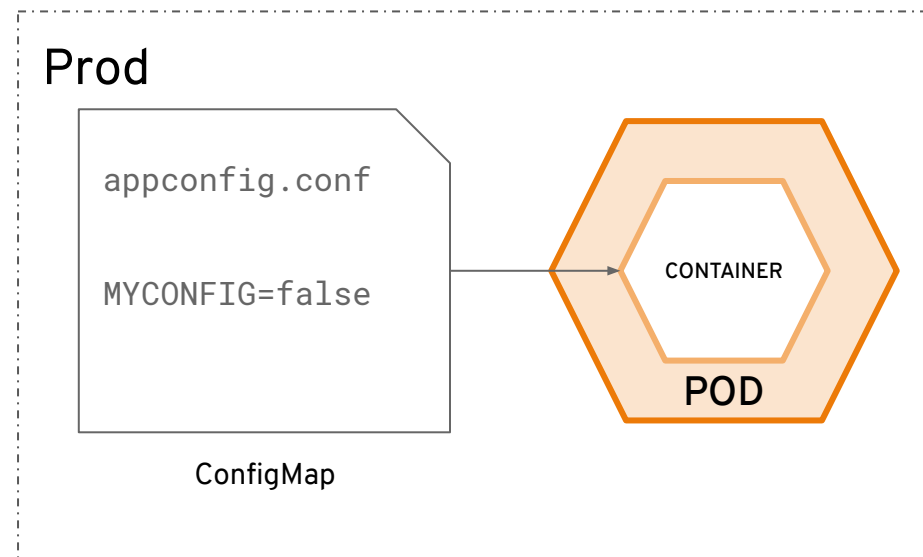 Prod
appconfig.conf
MYCONFIG=false
ConfigMap
CONTAINER
POD